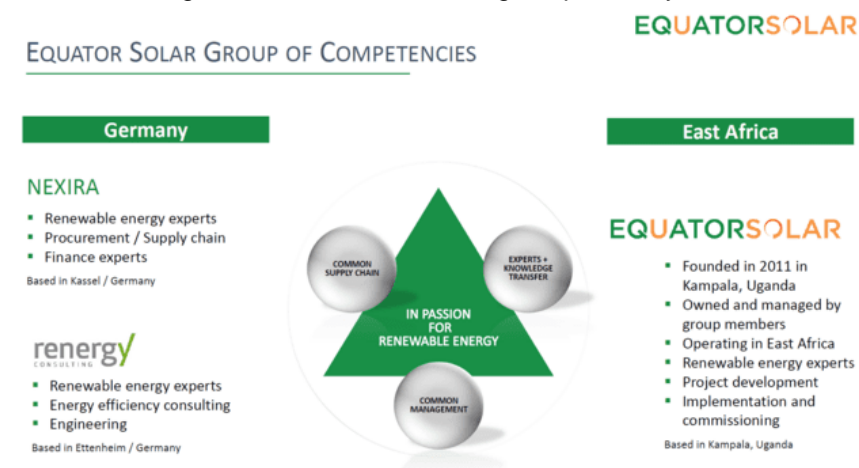 EQUATORSOLAR
EQUATOR SOLAR GROUP OF COMPETENCIES
Germany
NEXIRA
▪ Renewable energy experts
▪ Procurement / Supply chain
▪ Finance experts
Based in Kassel / Germany
renergy
CONSULTING
▪ Renewable energy experts
▪ Energy efficiency consulting
▪ Engineering
Based in Ettenheim / Germany
COMMON
SUPPLY CHAIN
EXPERTS +
KNOWLEDGE
TRANSFER
IN PASSION
FOR
RENEWABLE ENERGY
COMMON
MANAGEMENT
East Africa
EQUATORSOLAR
▪ Founded in 2011 in
Kampala, Uganda
▪ Owned and managed by
group members
▪ Operating in East Africa
▪ Renewable energy experts
▪ Project development
▪ Implementation and
commissioning
Based in Kampala, Uganda